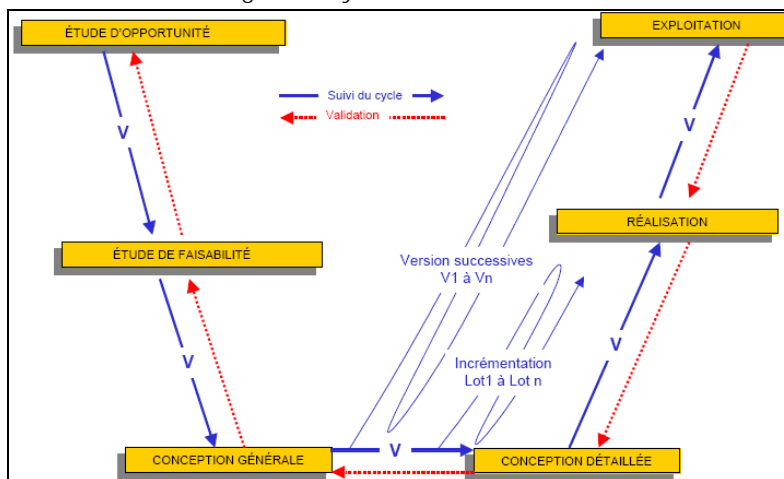 ÉTUDE D'OPPORTUNITÉ
EXPLOITATION
Suivi du cycle
Validation
V
V
RÉALISATION
ÉTUDE DE FAISABILITÉ
Version successives
V1 à Vn
V
V
Incrémentation
Lot1 à Lot n
V
CONCEPTION GÉNÉRALE
CONCEPTION DÉTAILLÉE